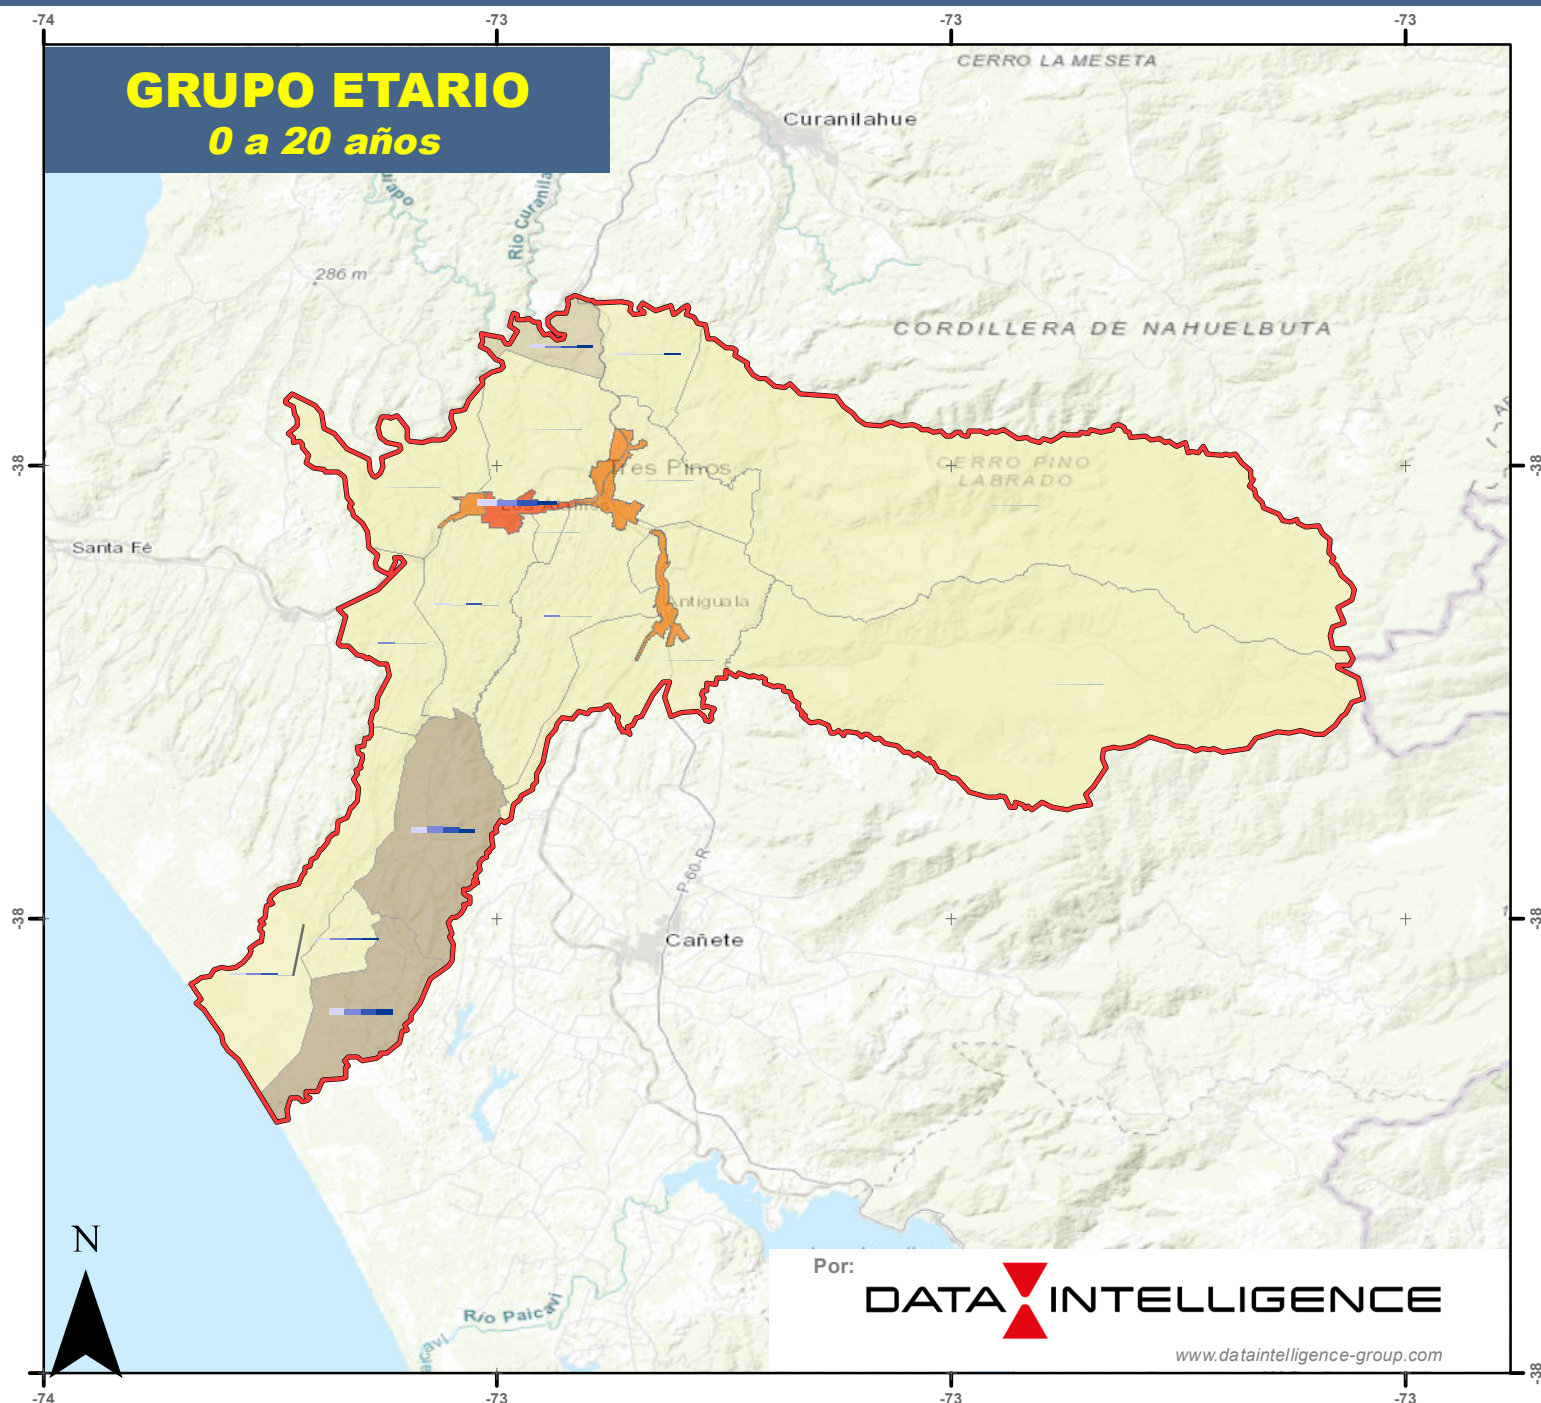 -74
-73
-73
-73
GRUPO ETARIO
0 a 20 años
CERRO LA MESETA
Curanilahue
Río Curanila
286 m
CORDILLERA DE NAHUELBUTA
-38
-38
Tres Pinos
CERRO PINO
LABRADO
Santa Fé
Antiguala
P-60-R
-38
-38
Cañete
N
Por:
DATA INTELLIGENCE
www.dataintelligence-group.com
Río Paicaví
aicaví
-38
-74
-73
-73
-73